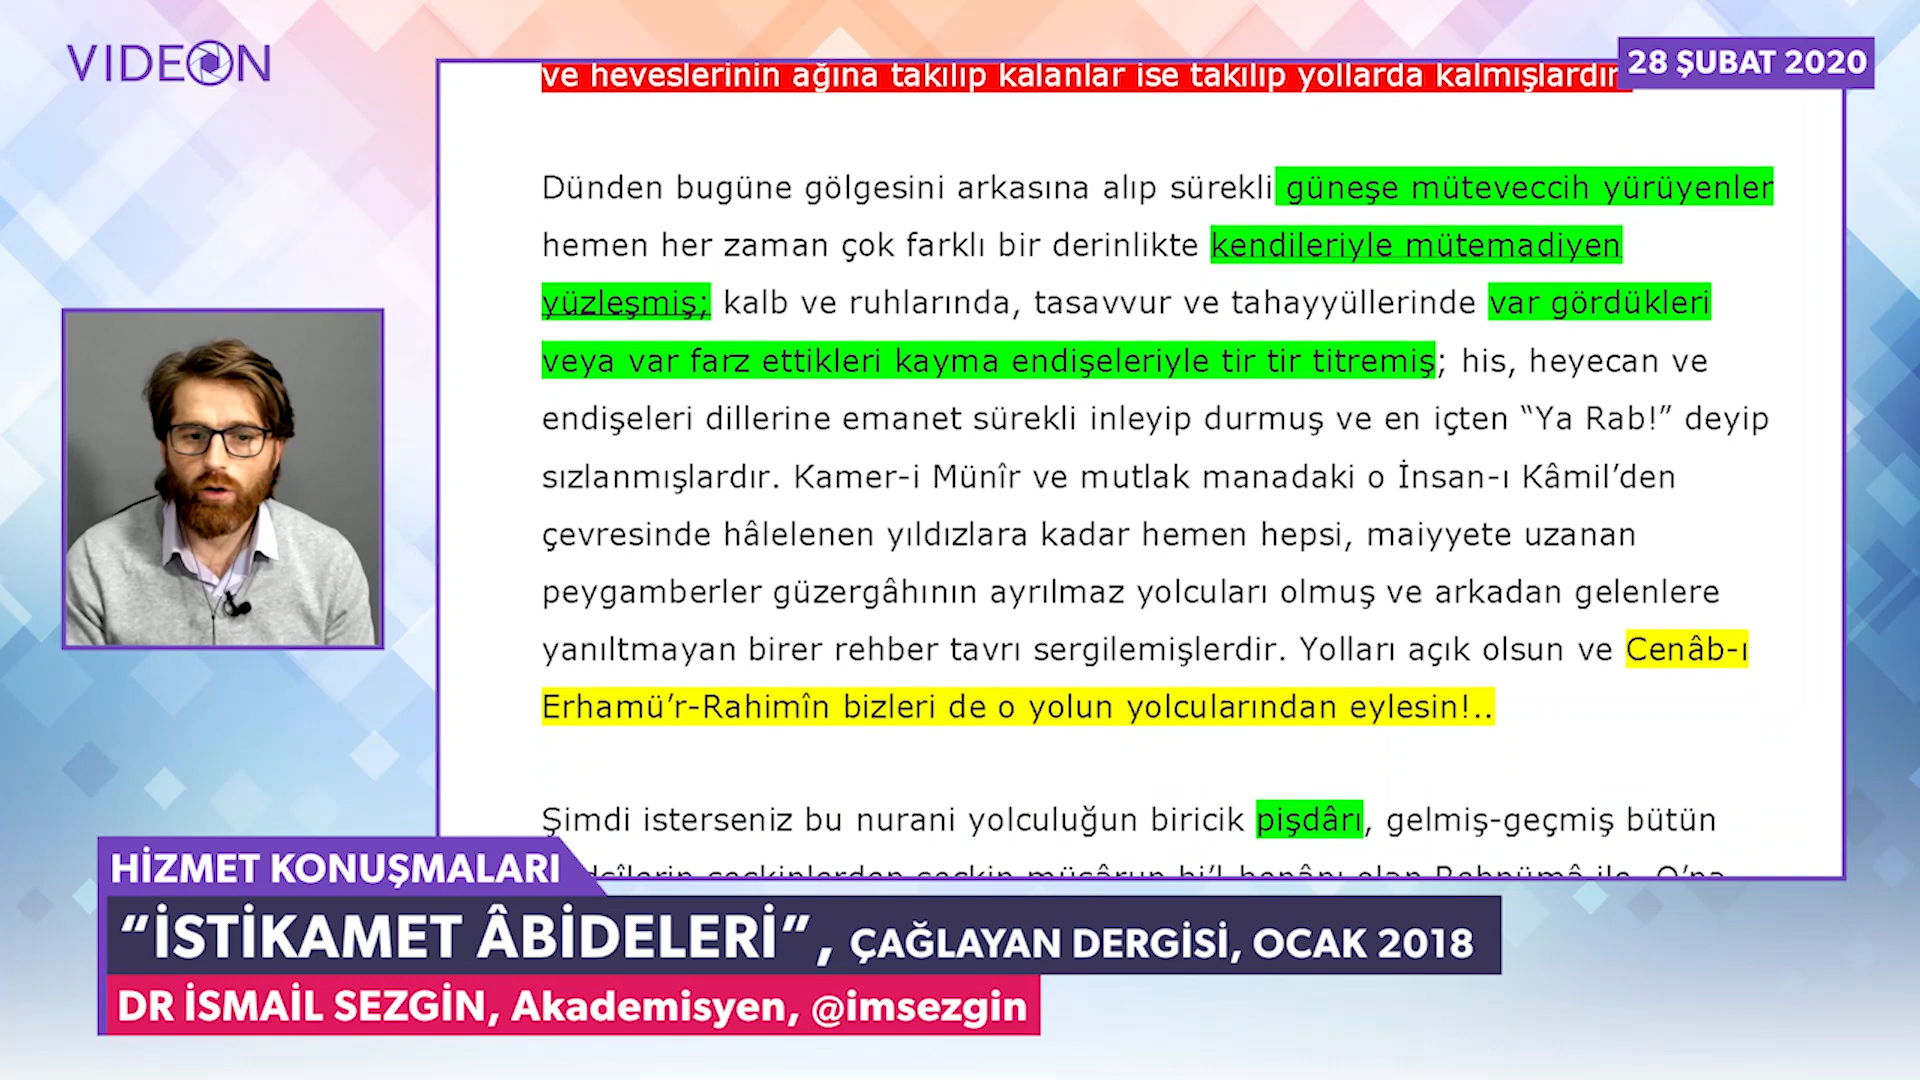 VIDEON
28 ŞUBAT 2020
ve heveslerinin ağına takılıp kalanlar ise takılıp yollarda kalmışlardır
Dünden bugüne gölgesini arkasına alıp sürekli güneşe müteveccih yürüyenler
hemen her zaman çok farklı bir derinlikte kendileriyle mütemadiyen
yüzleşmiş; kalb ve ruhlarında, tasavvur ve tahayyüllerinde var gördükleri
veya var farz ettikleri kayma endişeleriyle tir tir titremiş; his, heyecan ve
endişeleri dillerine emanet sürekli inleyip durmuş ve en içten “Ya Rab!” deyip
sızlanmışlardır. Kamer-i Münîr ve mutlak manadaki o İnsan-ı Kâmil’den
çevresinde hâlelenen yıldızlara kadar hemen hepsi, maiyyete uzanan
peygamberler güzergâhının ayrılmaz yolcuları olmuş ve arkadan gelenlere
yanıltmayan birer rehber tavrı sergilemişlerdir. Yolları açık olsun ve Cenâb-ı
Erhamü’r-Rahimîn bizleri de o yolun yolcularından eylesin!..
Şimdi isterseniz bu nurani yolculuğun biricik pişdârı, gelmiş-geçmiş bütün
HİZMET KONUŞMALARI
“İSTİKAMET ÂBİDELERİ”, ÇAĞLAYAN DERGİSİ, OCAK 2018
DR İSMAİL SEZGİN, Akademisyen, @imsezgin